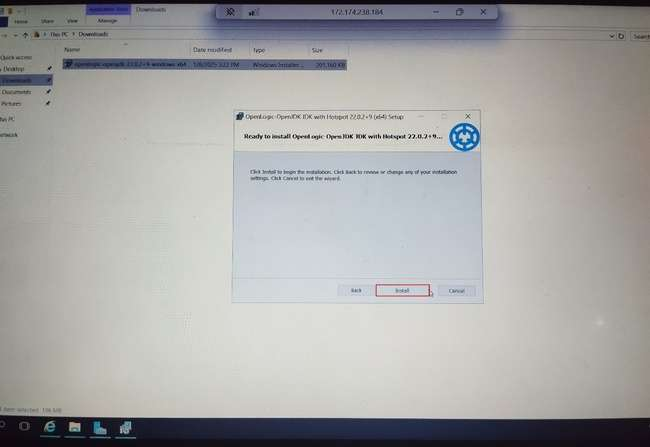 Application Tools
Downloads
172.174.238.184
Home
Share
View
Manage
This PC > Downloads
Search
Name
Date modified
Type
Size
Quick access
Desktop
Downloads
Documents
Pictures
This PC
etwork
openlogic-openjdk-22.0.2+9-windows-x64
1/8/2025 3:22 PM
Windows Installer ...
201,160 KB
OpenLogic-OpenJDK JDK with Hotspot 22.0.2+9 (x64) Setup
Ready to install OpenLogic-OpenJDK JDK with Hotspot 22.0.2+9...
Click Install to begin the installation. Click Back to review or change any of your installation
settings. Click Cancel to exit the wizard.
Back
Install
Cancel
item selected 196 MB